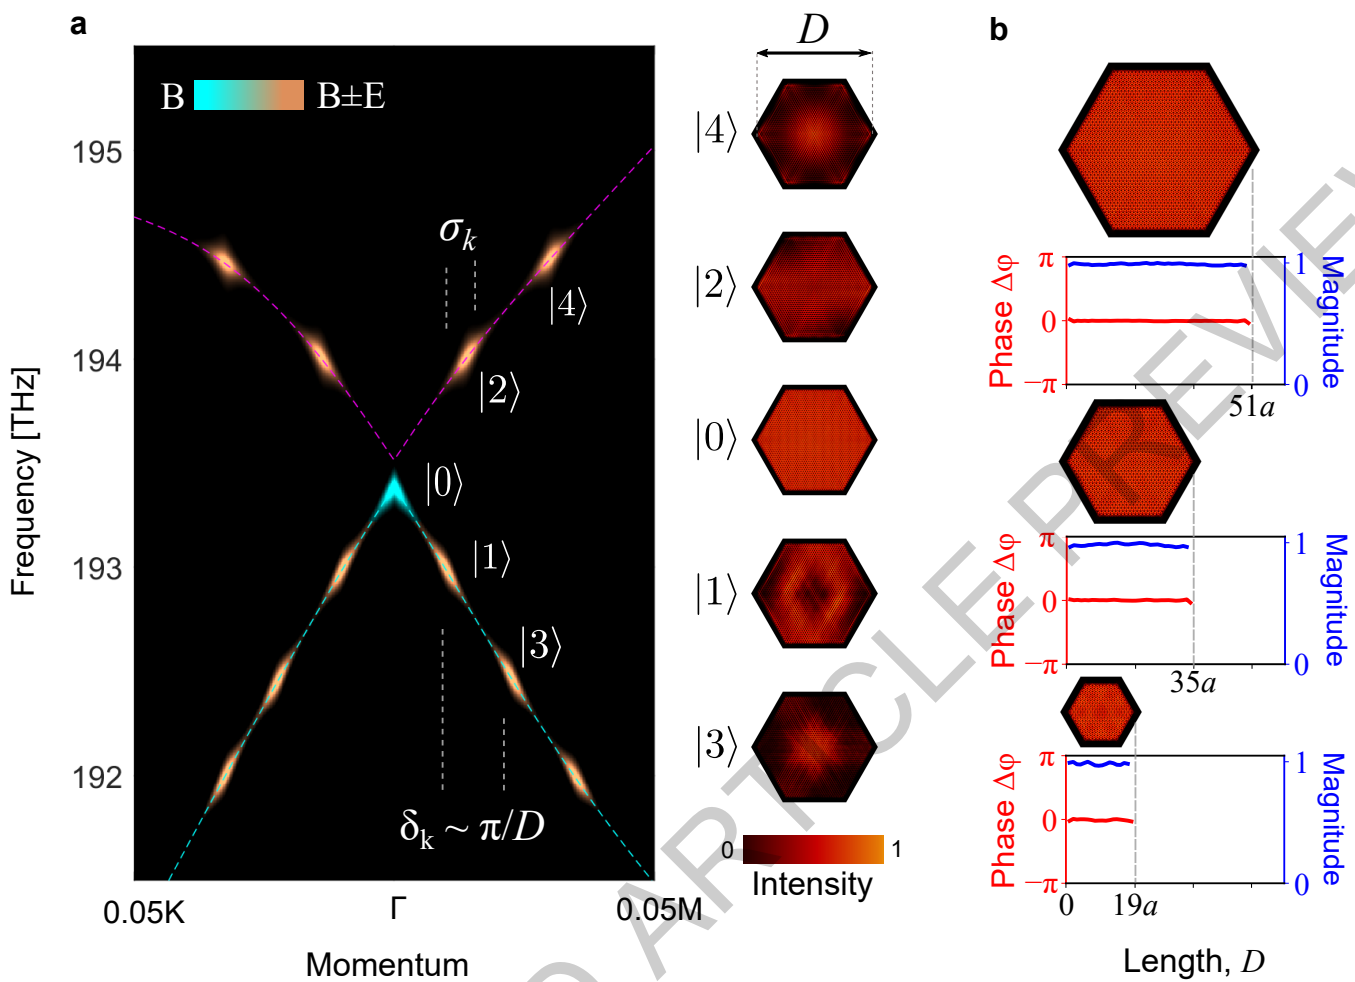 a
B
B±E
195
194
193
192
Frequency [THz]
σk
|4⟩
|2⟩
|0⟩
|1⟩
|3⟩
δk ~ π/D
0.05K
Γ
0.05M
Momentum
D
|4⟩
|2⟩
|0⟩
|1⟩
|3⟩
0
1
Intensity
b
Phase Δφ
π
0
−π
1
0
Magnitude
51a
Phase Δφ
π
0
−π
1
0
Magnitude
35a
Phase Δφ
π
0
−π
1
0
Magnitude
0
19a
Length, D
D ARTICLE PREVIEW